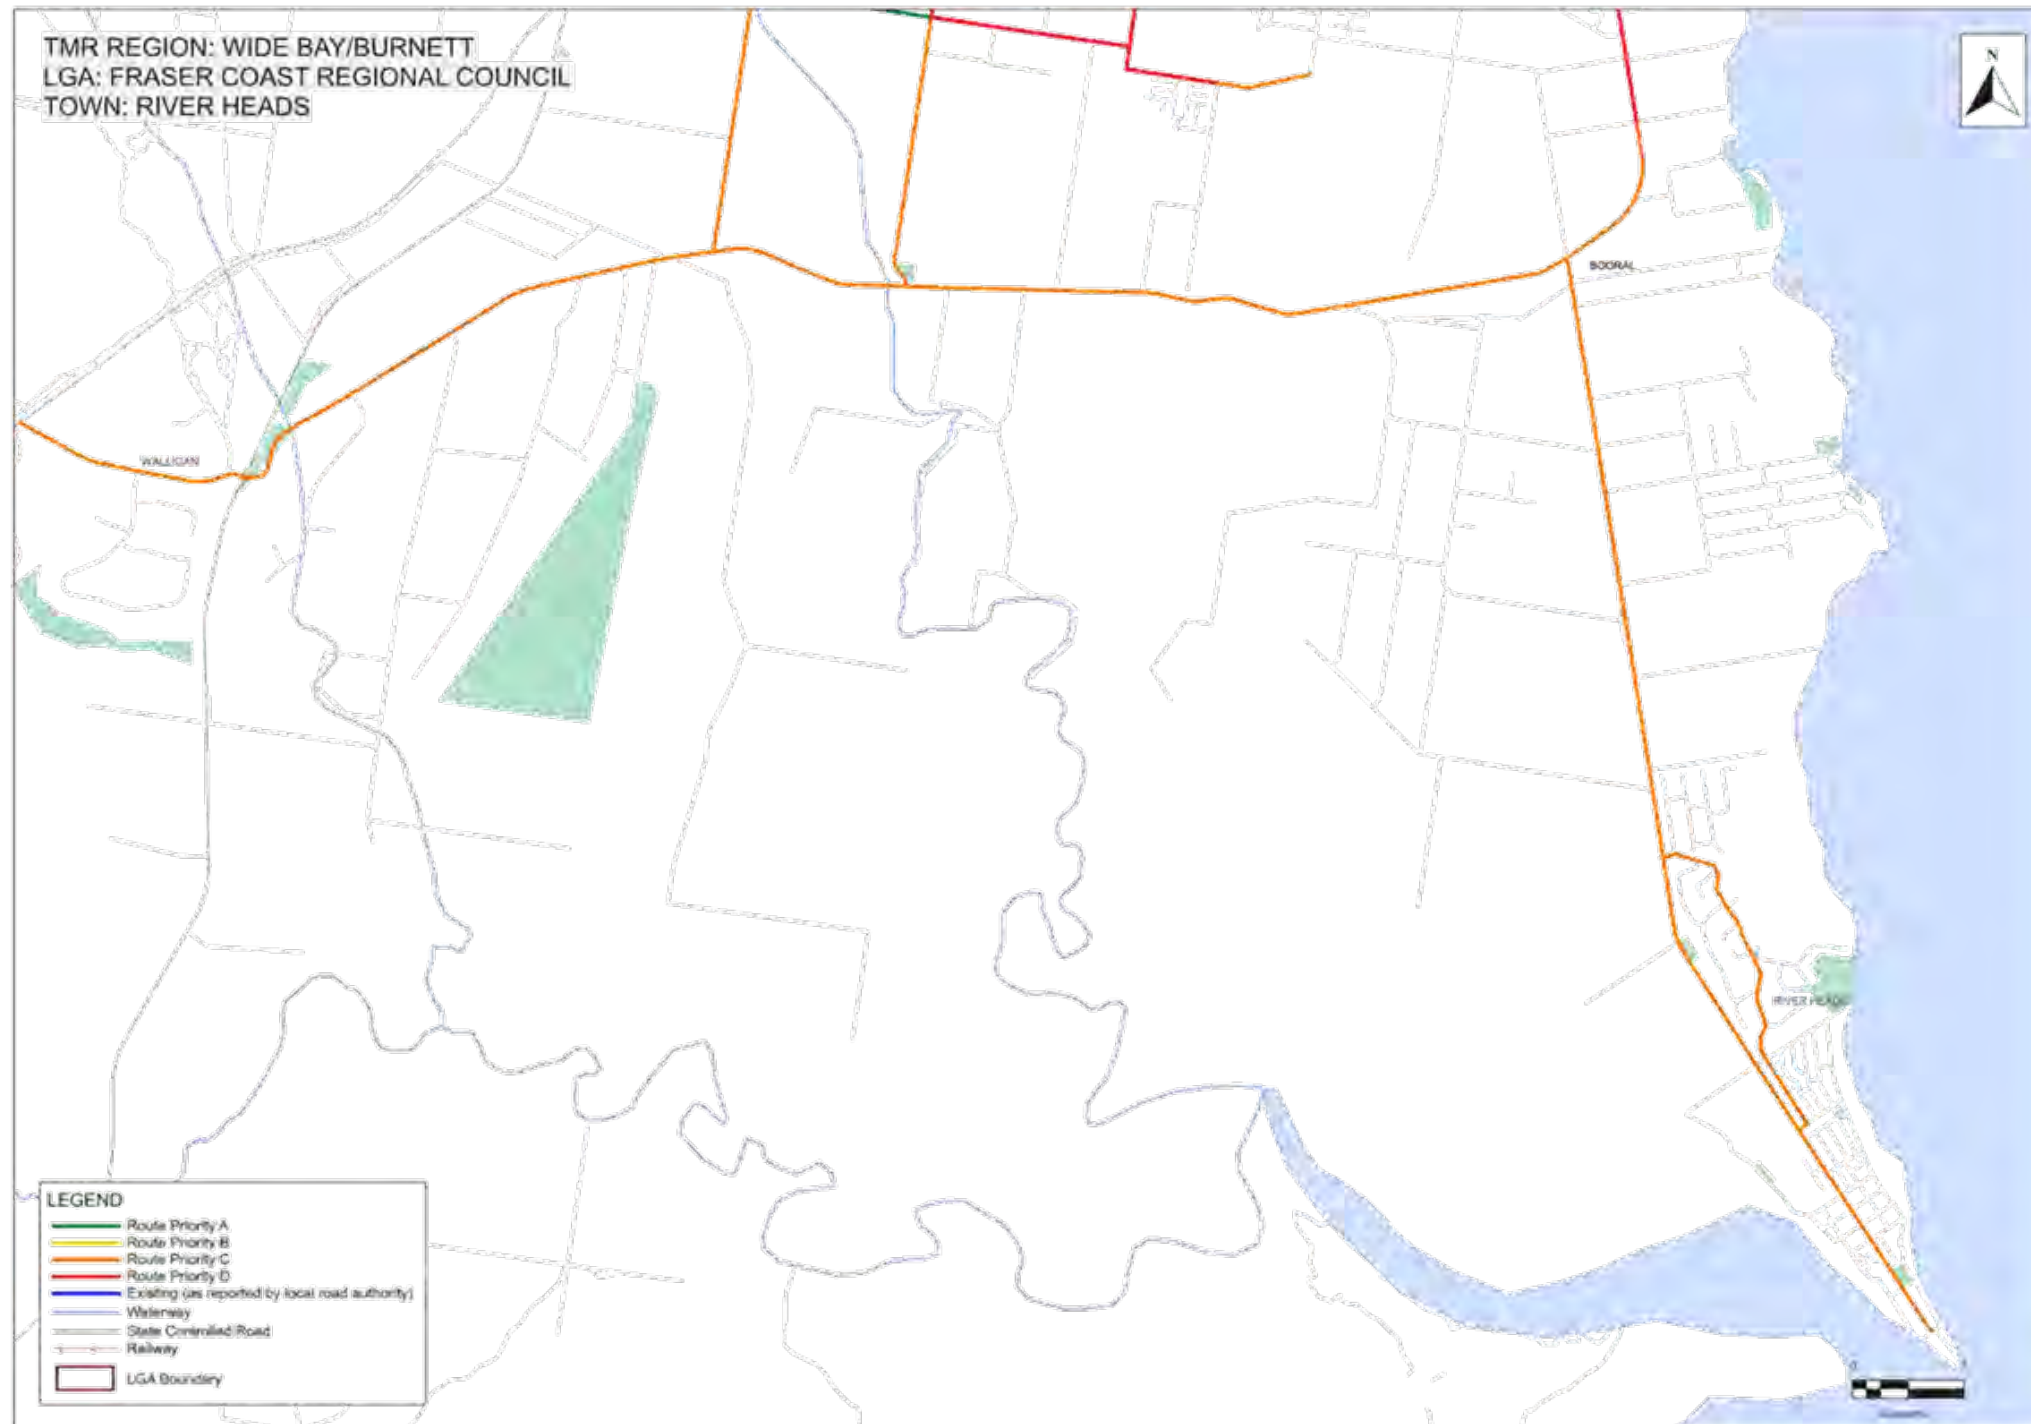 TMR REGION: WIDE BAY/BURNETT
LGA: FRASER COAST REGIONAL COUNCIL
TOWN: RIVER HEADS
N
BOORAL
WALLIGAN
RIVER HEADS
LEGEND
Route Priority A
Route Priority B
Route Priority C
Route Priority D
Existing (as reported by local road authority)
Waterway
State Controlled Road
Railway
LGA Boundary
0